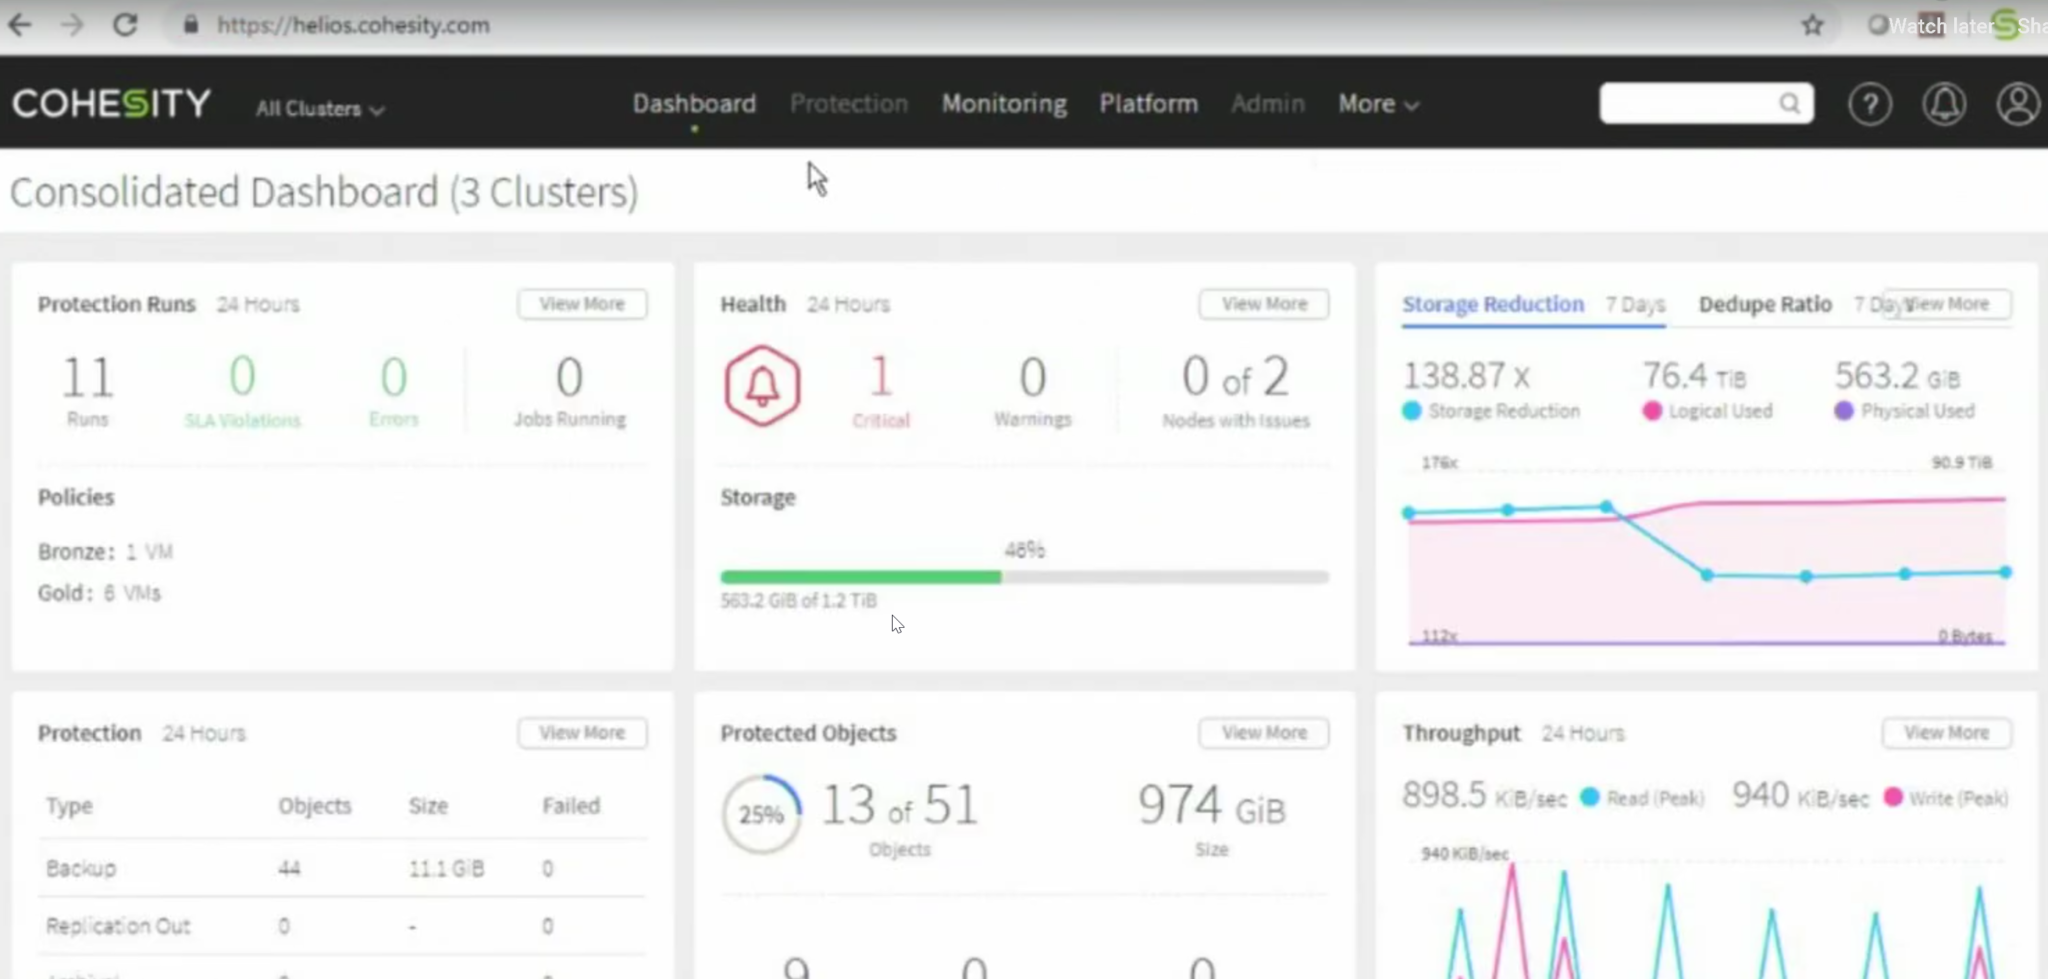 https://helios.cohesity.com
Watch later
COHESITY
All Clusters
Dashboard
Protection
Monitoring
Platform
Admin
More
Consolidated Dashboard (3 Clusters)
Protection Runs 24 Hours View More
11 0 0 0
Runs SLA Violations Errors Jobs Running
Policies
Bronze: 1 VM
Gold: 6 VMs
Health 24 Hours View More
1 0 0 of 2
Critical Warnings Nodes with Issues
Storage
46%
563.2 GiB of 1.2 TiB
Storage Reduction 7 Days Dedupe Ratio 7 Days View More
138.87 x 76.4 TiB 563.2 GiB
Storage Reduction Logical Used Physical Used
176x 90.9 TiB
112x 0 Bytes
Protection 24 Hours View More
Type Objects Size Failed
Backup 44 11.1 GiB 0
Replication Out 0 - 0
Protected Objects View More
25% 13 of 51 974 GiB
Objects Size
9 0 0
Throughput 24 Hours View More
898.5 KiB/sec Read (Peak) 940 KiB/sec Write (Peak)
940 KiB/sec